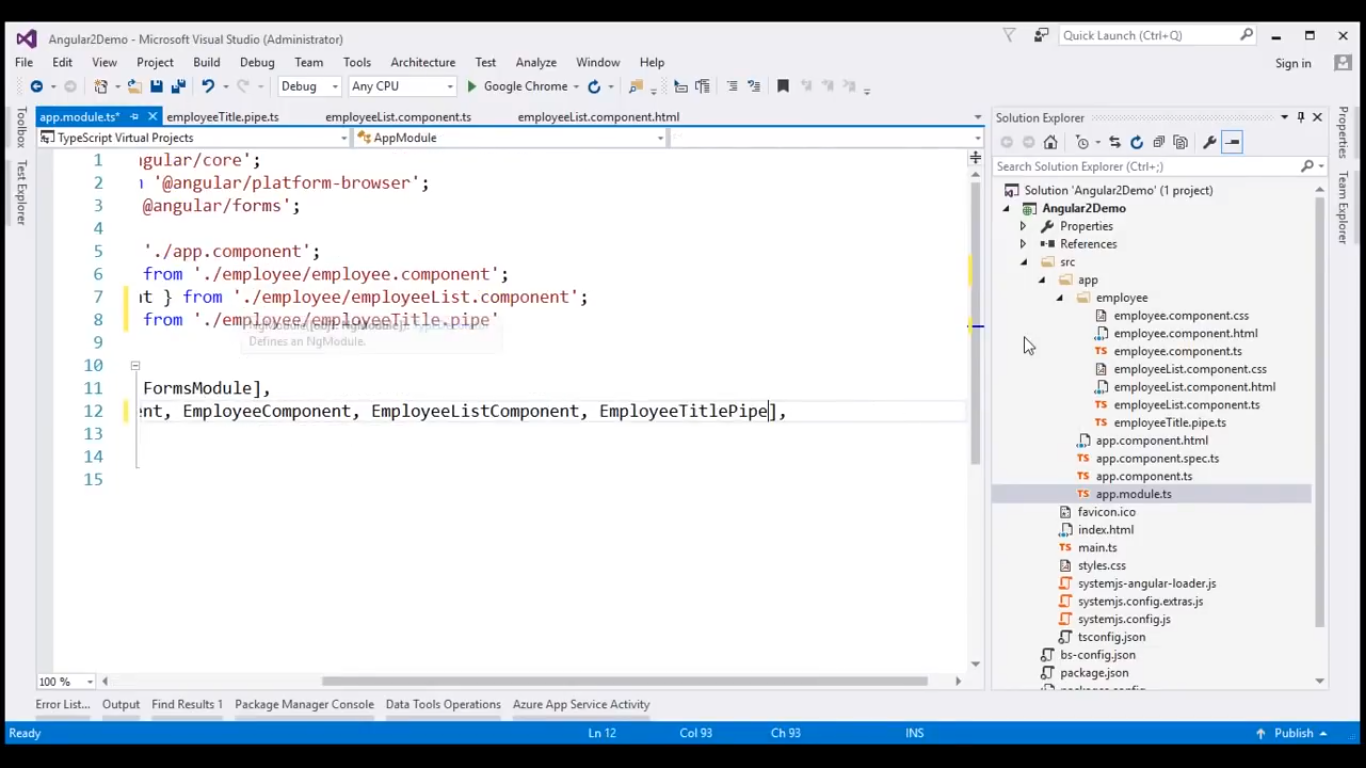 Angular2Demo - Microsoft Visual Studio (Administrator)
Quick Launch (Ctrl+Q)
File Edit View Project Build Debug Team Tools Architecture Test Analyze Window Help
Sign in
Debug Any CPU Google Chrome
app.module.ts* employeeTitle.pipe.ts employeeList.component.ts employeeList.component.html
TypeScript Virtual Projects AppModule
Toolbox
Test Explorer
1 ngular/core';
2 '@angular/platform-browser';
3 @angular/forms';
4
5 './app.component';
6 from './employee/employee.component';
7 nt } from './employee/employeeList.component';
8 from './employee/employeeTitle.pipe'
Defines an NgModule.
9
10
11 FormsModule],
12 ent, EmployeeComponent, EmployeeListComponent, EmployeeTitlePipe],
13
14
15
100 %
Solution Explorer
Search Solution Explorer (Ctrl+;)
Solution 'Angular2Demo' (1 project)
Angular2Demo
Properties
References
src
app
employee
employee.component.css
employee.component.html
TS employee.component.ts
employeeList.component.css
employeeList.component.html
TS employeeList.component.ts
TS employeeTitle.pipe.ts
app.component.html
TS app.component.spec.ts
TS app.component.ts
TS app.module.ts
favicon.ico
index.html
TS main.ts
styles.css
systemjs-angular-loader.js
systemjs.config.extras.js
systemjs.config.js
tsconfig.json
bs-config.json
package.json
Properties
Team Explorer
Error List... Output Find Results 1 Package Manager Console Data Tools Operations Azure App Service Activity
Ready Ln 12 Col 93 Ch 93 INS Publish